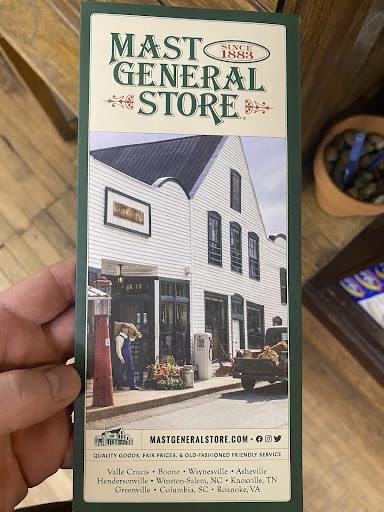 MAST
SINCE
1883
GENERAL
STORE®
MASTGENERALSTORE.COM •
QUALITY GOODS, FAIR PRICES, & OLD-FASHIONED FRIENDLY SERVICE
Valle Crucis • Boone • Waynesville • Asheville
Hendersonville • Winston-Salem, NC • Knoxville, TN
Greenville • Columbia, SC • Roanoke, VA